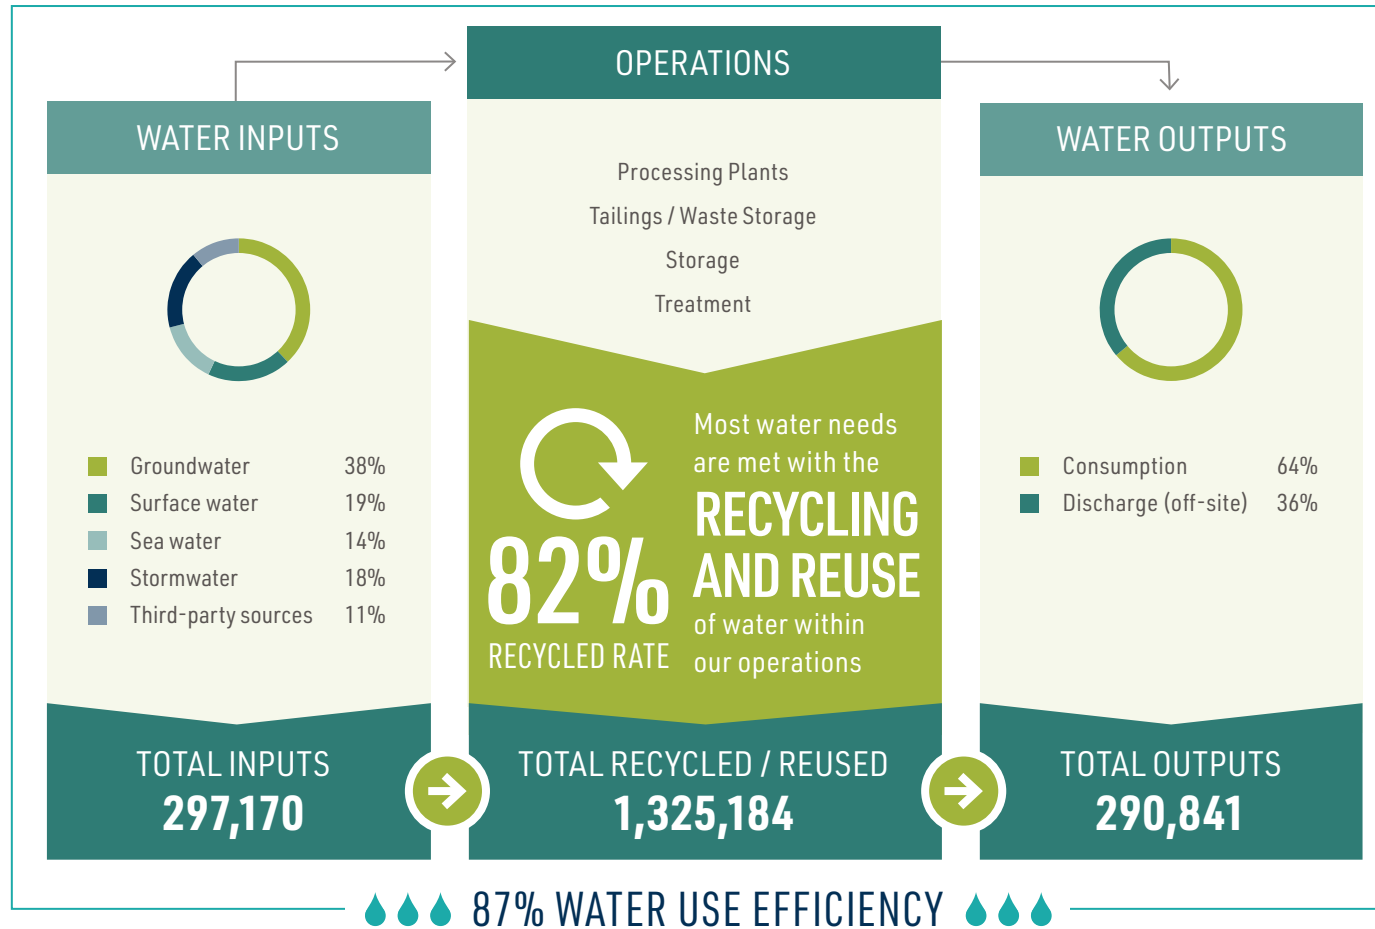 OPERATIONS
WATER INPUTS
WATER OUTPUTS
Processing Plants
Tailings / Waste Storage
Storage
Treatment
Groundwater 38%
Surface water 19%
Sea water 14%
Stormwater 18%
Third-party sources 11%
82%
RECYCLED RATE
Most water needs
are met with the
RECYCLING
AND REUSE
of water within
our operations
Consumption 64%
Discharge (off-site) 36%
TOTAL INPUTS
297,170
TOTAL RECYCLED / REUSED
1,325,184
TOTAL OUTPUTS
290,841
87% WATER USE EFFICIENCY